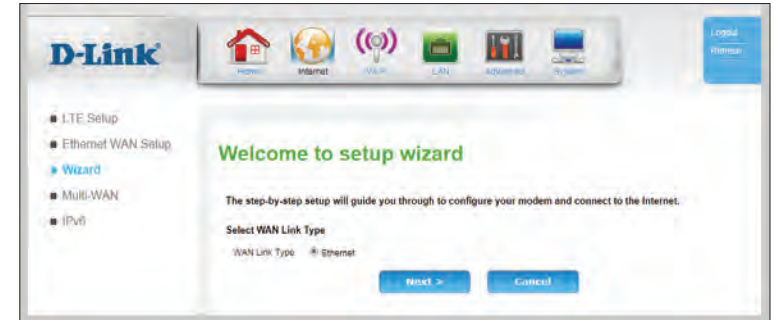 D-Link
Home
Internet
Wi-Fi
LAN
Advanced
System
Logout
LTE Setup
Ethernet WAN Setup
Wizard
Multi-WAN
IPv6
Welcome to setup wizard
The step-by-step setup will guide you through to configure your modem and connect to the Internet.
Select WAN Link Type
WAN Link Type Ethernet
Next >
Cancel